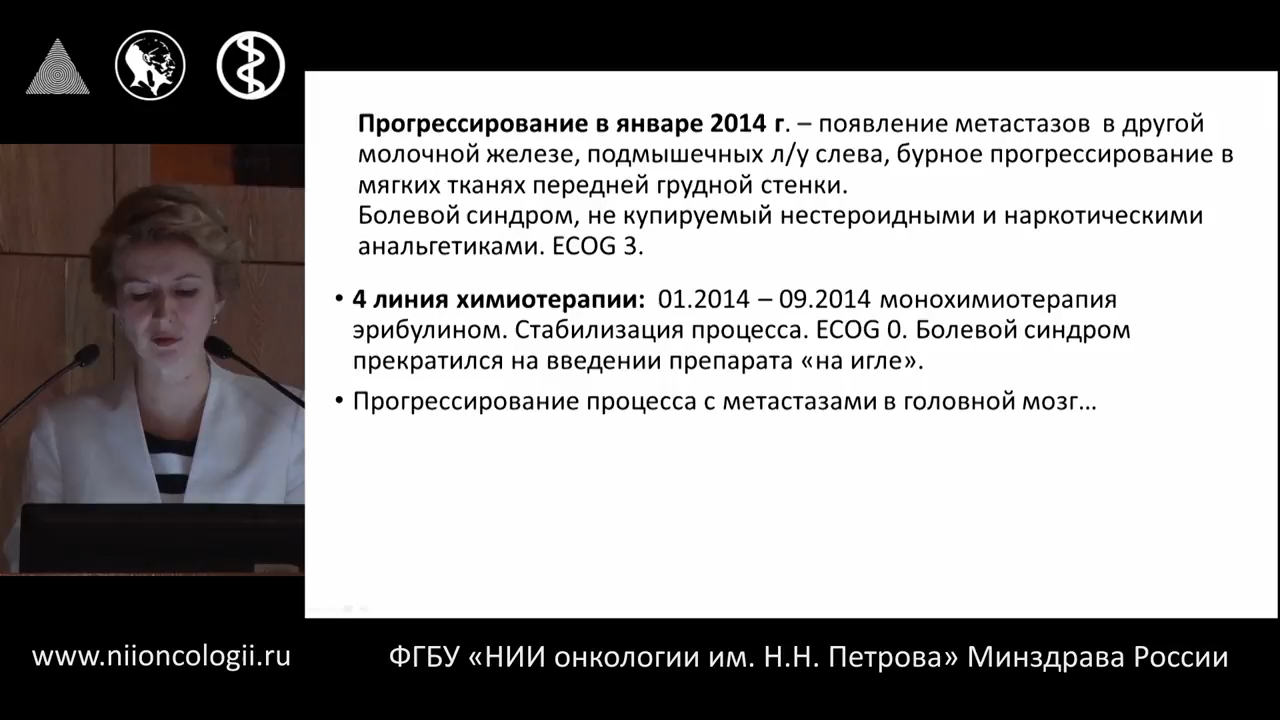 Прогрессирование в январе 2014 г. – появление метастазов в другой
молочной железе, подмышечных л/у слева, бурное прогрессирование в
мягких тканях передней грудной стенки.
Болевой синдром, не купируемый нестероидными и наркотическими
анальгетиками. ECOG 3.
• 4 линия химиотерапии: 01.2014 – 09.2014 монохимиотерапия
эрибулином. Стабилизация процесса. ECOG 0. Болевой синдром
прекратился на введении препарата «на игле».
• Прогрессирование процесса с метастазами в головной мозг...
www.niioncologii.ru
ФГБУ «НИИ онкологии им. Н.Н. Петрова» Минздрава России